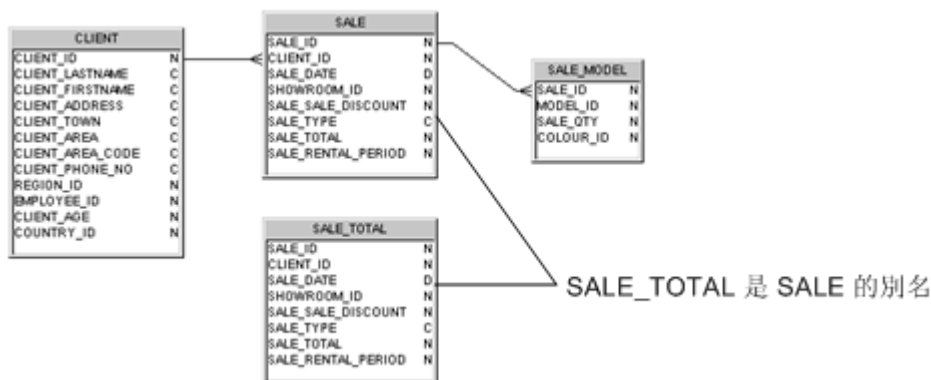 CLIENT
CLIENT_ID N
CLIENT_LASTNAME C
CLIENT_FIRSTNAME C
CLIENT_ADDRESS C
CLIENT_TOWN C
CLIENT_AREA C
CLIENT_AREA_CODE C
CLIENT_PHONE_NO C
REGION_ID N
EMPLOYEE_ID N
CLIENT_AGE N
COUNTRY_ID N
SALE
SALE_ID N
CLIENT_ID N
SALE_DATE D
SHOWROOM_ID N
SALE_SALE_DISCOUNT N
SALE_TYPE C
SALE_TOTAL N
SALE_RENTAL_PERIOD N
SALE_MODEL
SALE_ID N
MODEL_ID N
SALE_QTY N
COLOUR_ID N
SALE_TOTAL
SALE_ID N
CLIENT_ID N
SALE_DATE D
SHOWROOM_ID N
SALE_SALE_DISCOUNT N
SALE_TYPE C
SALE_TOTAL N
SALE_RENTAL_PERIOD N
SALE_TOTAL 是 SALE 的別名